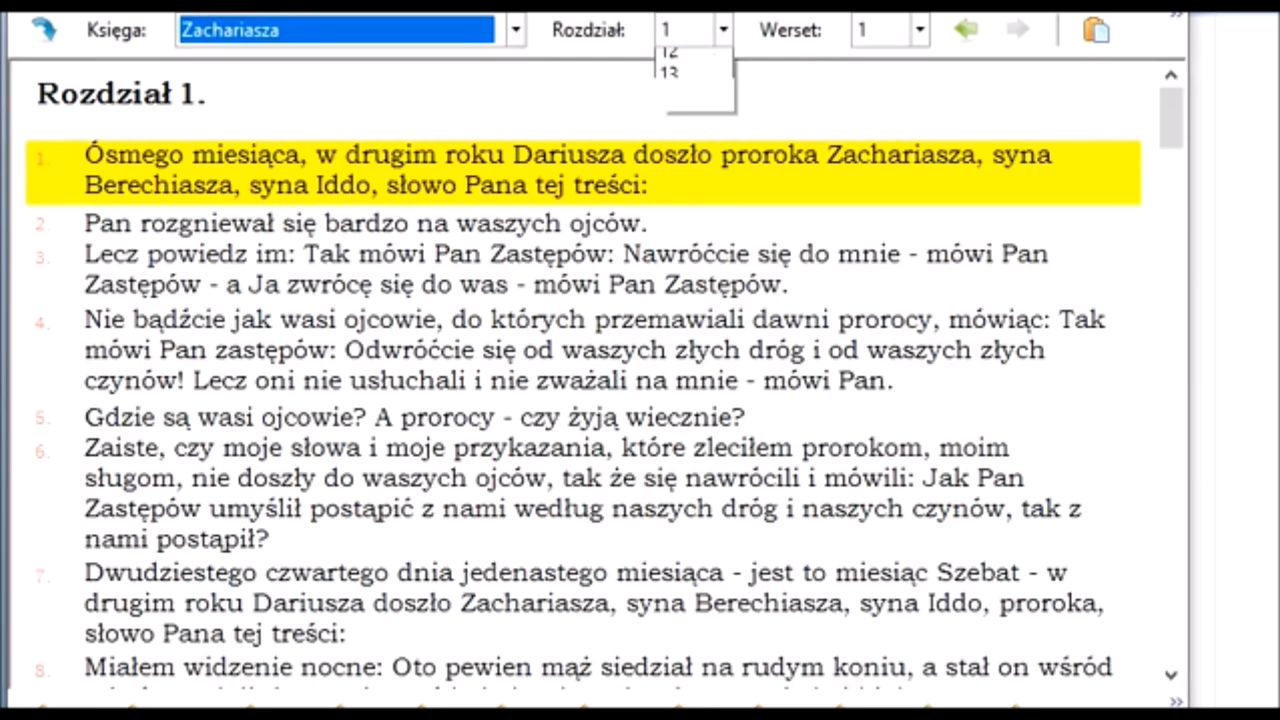 Księga: Zachariasza Rozdział: 1 Werset: 1
12
13
Rozdział 1.
1. Ósmego miesiąca, w drugim roku Dariusza doszło proroka Zachariasza, syna
Berechiasza, syna Iddo, słowo Pana tej treści:
2. Pan rozgniewał się bardzo na waszych ojców.
3. Lecz powiedz im: Tak mówi Pan Zastępów: Nawróćcie się do mnie - mówi Pan
Zastępów - a Ja zwrócę się do was - mówi Pan Zastępów.
4. Nie bądźcie jak wasi ojcowie, do których przemawiali dawni prorocy, mówiąc: Tak
mówi Pan zastępów: Odwróćcie się od waszych złych dróg i od waszych złych
czynów! Lecz oni nie usłuchali i nie zważali na mnie - mówi Pan.
5. Gdzie są wasi ojcowie? A prorocy - czy żyją wiecznie?
6. Zaiste, czy moje słowa i moje przykazania, które zleciłem prorokom, moim
sługom, nie doszły do waszych ojców, tak że się nawrócili i mówili: Jak Pan
Zastępów umyślił postąpić z nami według naszych dróg i naszych czynów, tak z
nami postąpił?
7. Dwudziestego czwartego dnia jedenastego miesiąca - jest to miesiąc Szebat - w
drugim roku Dariusza doszło Zachariasza, syna Berechiasza, syna Iddo, proroka,
słowo Pana tej treści:
8. Miałem widzenie nocne: Oto pewien mąż siedział na rudym koniu, a stał on wśród